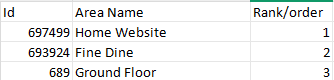 Id Area Name Rank/order
697499 Home Website 1
693924 Fine Dine 2
689 Ground Floor 3